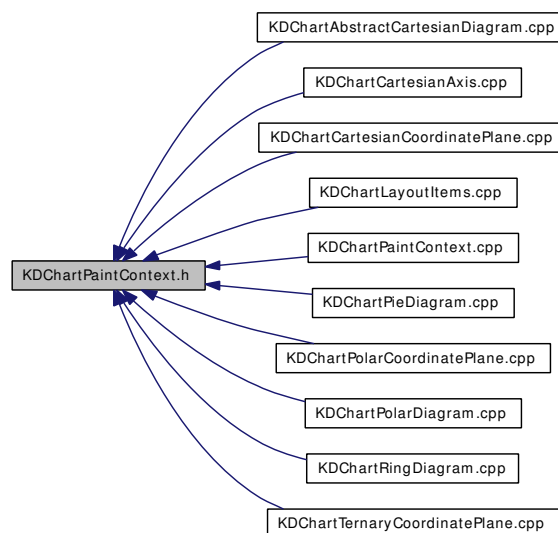 KDChartAbstractCartesianDiagram.cpp
KDChartCartesianAxis.cpp
KDChartCartesianCoordinatePlane.cpp
KDChartLayoutItems.cpp
KDChartPaintContext.h
KDChartPaintContext.cpp
KDChartPieDiagram.cpp
KDChartPolarCoordinatePlane.cpp
KDChartPolarDiagram.cpp
KDChartRingDiagram.cpp
KDChartTernaryCoordinatePlane.cpp